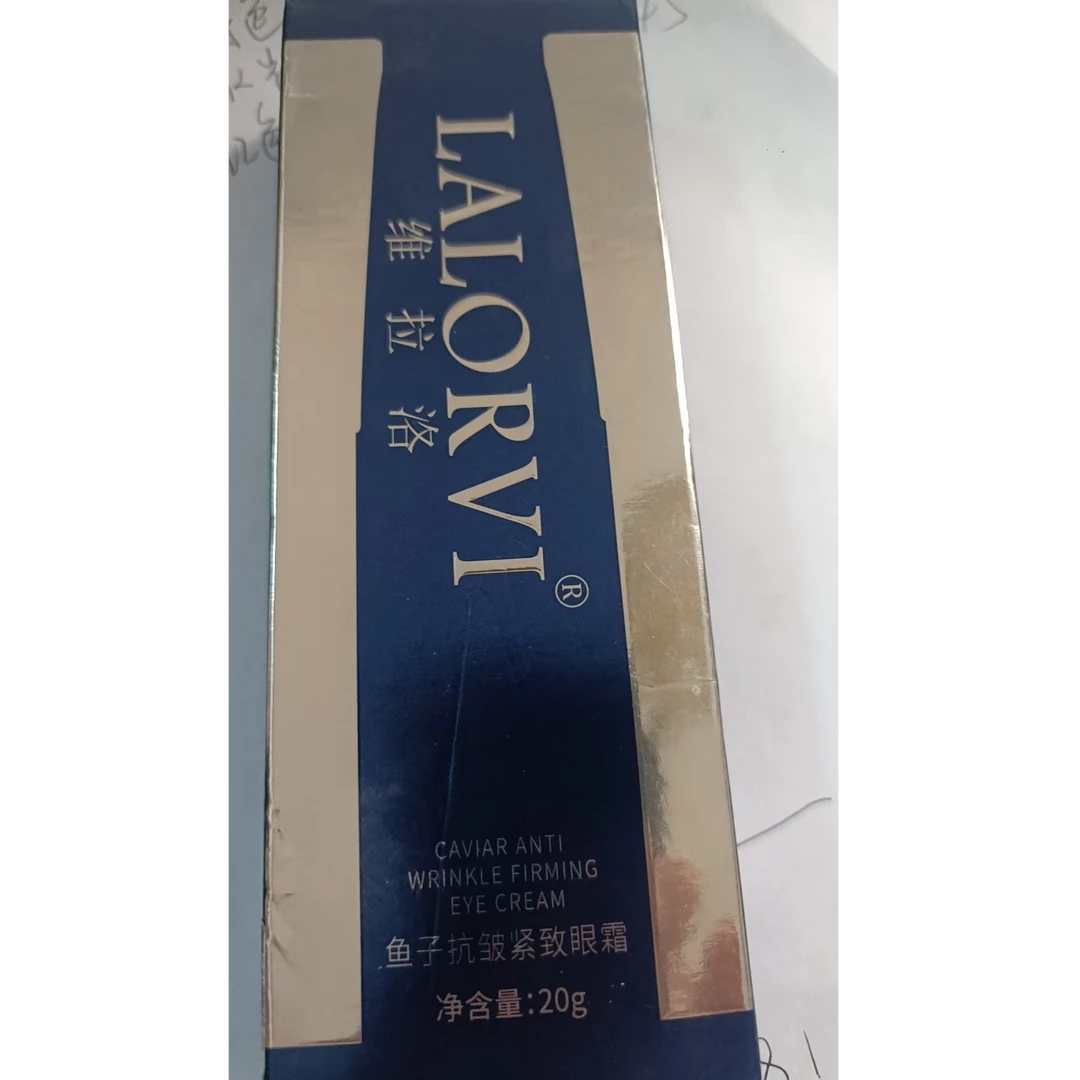 LALORVI®
维拉洛
CAVIAR ANTI
WRINKLE FIRMING
EYE CREAM
鱼子抗皱紧致眼霜
净含量:20g